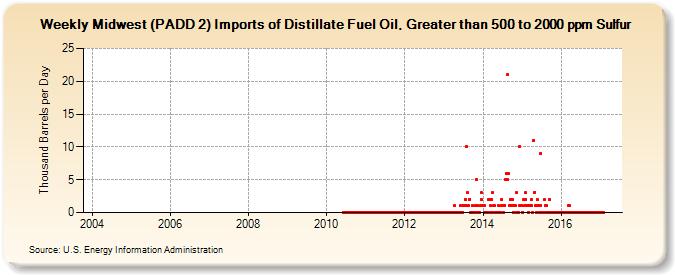 Weekly Midwest (PADD 2) Imports of Distillate Fuel Oil, Greater than 500 to 2000 ppm Sulfur
Thousand Barrels per Day
25
20
15
10
5
0
2004 2006 2008 2010 2012 2014 2016
Source: U.S. Energy Information Administration